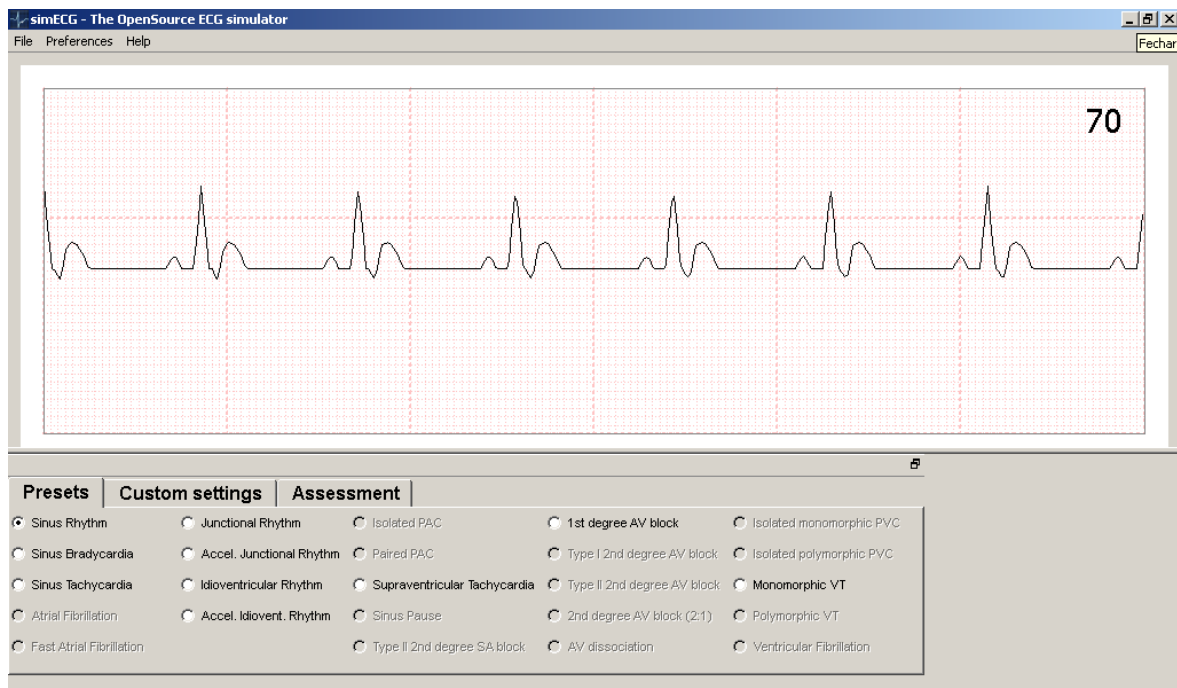 simECG - The OpenSource ECG simulator
File Preferences Help
Fechar
70
Presets Custom settings Assessment
Sinus Rhythm Junctional Rhythm Isolated PAC 1st degree AV block Isolated monomorphic PVC
Sinus Bradycardia Accel. Junctional Rhythm Paired PAC Type I 2nd degree AV block Isolated polymorphic PVC
Sinus Tachycardia Idioventricular Rhythm Supraventricular Tachycardia Type II 2nd degree AV block Monomorphic VT
Atrial Fibrillation Accel. Idiovent. Rhythm Sinus Pause 2nd degree AV block (2:1) Polymorphic VT
Fast Atrial Fibrillation Type II 2nd degree SA block AV dissociation Ventricular Fibrillation